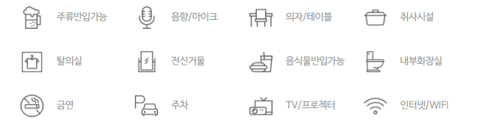 주류반입가능 음향/마이크 의자/테이블 취사시설
탈의실 전신거울 음식물반입가능 내부화장실
금연 주차 TV/프로젝터 인터넷/WIFI